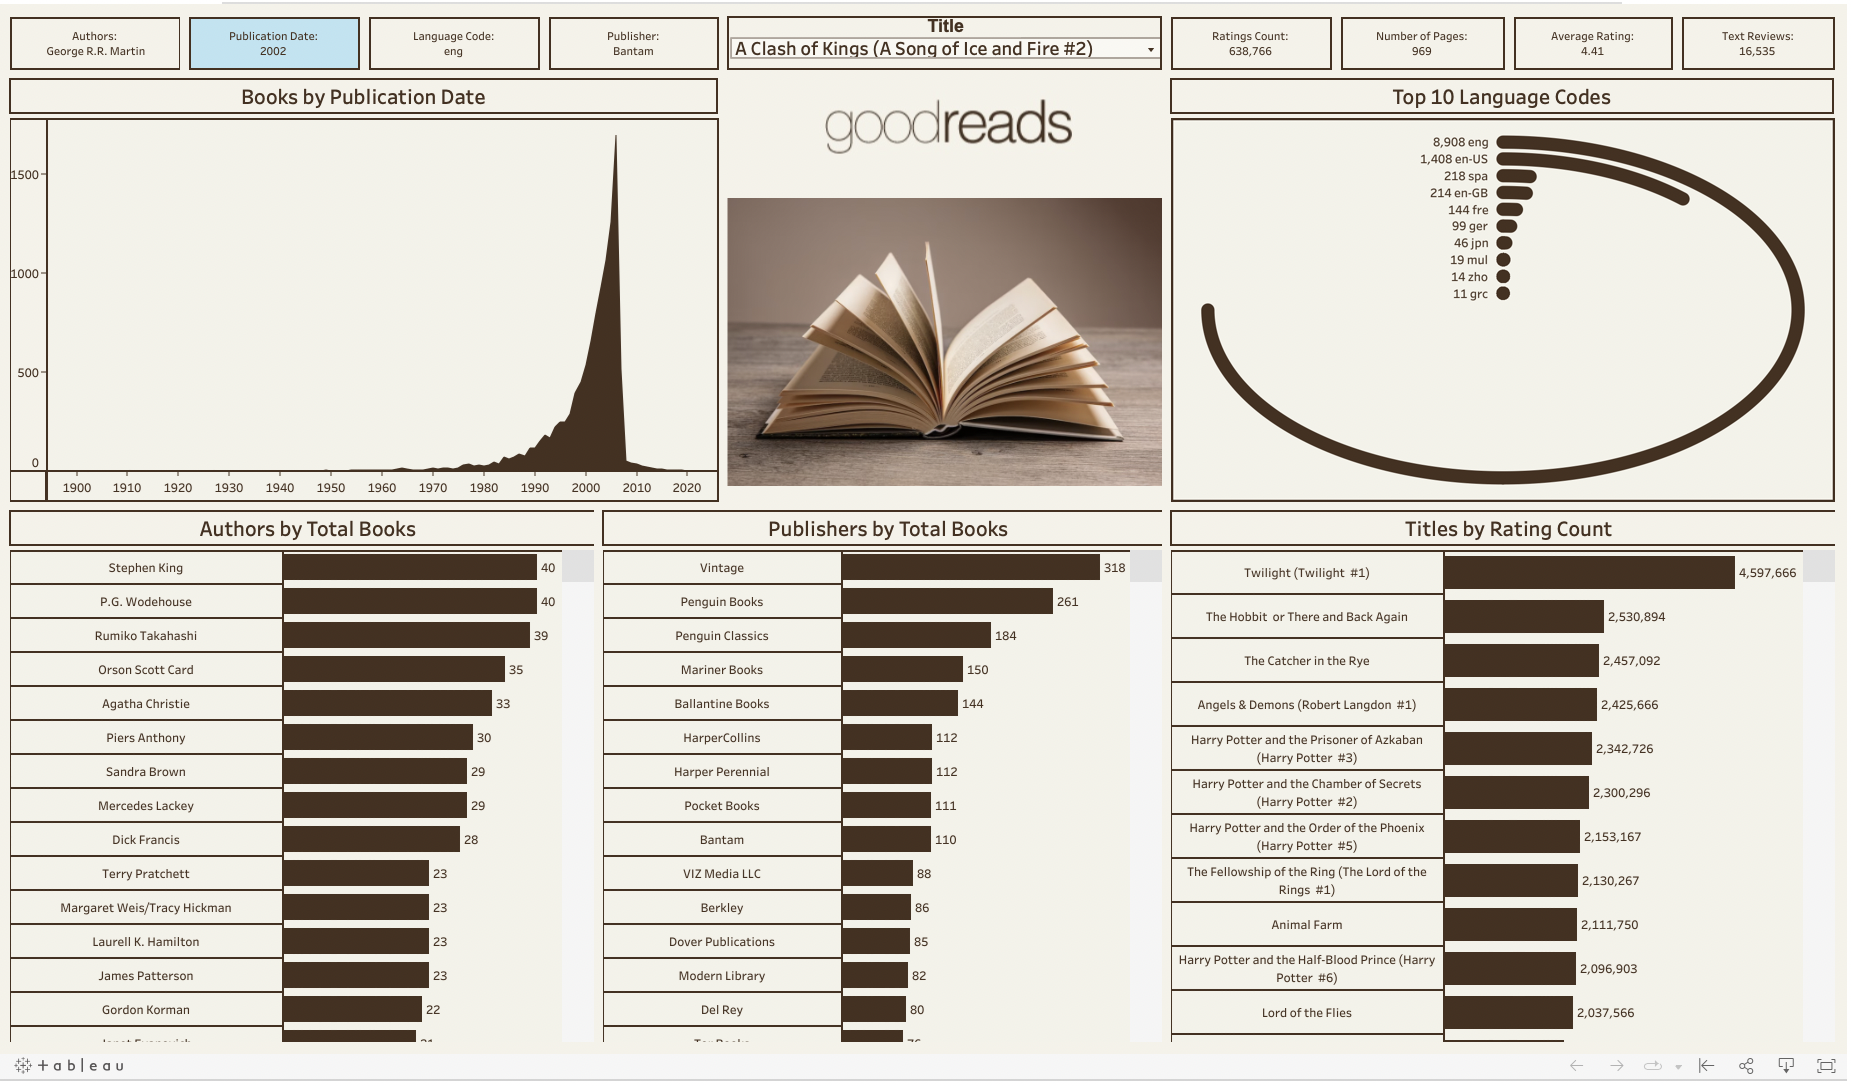 Authors:
George R.R. Martin
Publication Date:
2002
Language Code:
eng
Publisher:
Bantam
Title
A Clash of Kings (A Song of Ice and Fire #2)
Ratings Count:
638,766
Number of Pages:
969
Average Rating:
4.41
Text Reviews:
16,535
Books by Publication Date
1500
1000
500
0
1900 1910 1920 1930 1940 1950 1960 1970 1980 1990 2000 2010 2020
goodreads
Top 10 Language Codes
8,908 eng
1,408 en-US
218 spa
214 en-GB
144 fre
99 ger
46 jpn
19 mul
14 zho
11 grc
Authors by Total Books
Stephen King 40
P.G. Wodehouse 40
Rumiko Takahashi 39
Orson Scott Card 35
Agatha Christie 33
Piers Anthony 30
Sandra Brown 29
Mercedes Lackey 29
Dick Francis 28
Terry Pratchett 23
Margaret Weis/Tracy Hickman 23
Laurell K. Hamilton 23
James Patterson 23
Gordon Korman 22
Publishers by Total Books
Vintage 318
Penguin Books 261
Penguin Classics 184
Mariner Books 150
Ballantine Books 144
HarperCollins 112
Harper Perennial 112
Pocket Books 111
Bantam 110
VIZ Media LLC 88
Berkley 86
Dover Publications 85
Modern Library 82
Del Rey 80
Titles by Rating Count
Twilight (Twilight #1) 4,597,666
The Hobbit or There and Back Again 2,530,894
The Catcher in the Rye 2,457,092
Angels & Demons (Robert Langdon #1) 2,425,666
Harry Potter and the Prisoner of Azkaban
(Harry Potter #3) 2,342,726
Harry Potter and the Chamber of Secrets
(Harry Potter #2) 2,300,296
Harry Potter and the Order of the Phoenix
(Harry Potter #5) 2,153,167
The Fellowship of the Ring (The Lord of the
Rings #1) 2,130,267
Animal Farm 2,111,750
Harry Potter and the Half-Blood Prince (Harry
Potter #6) 2,096,903
Lord of the Flies 2,037,566
+ableau